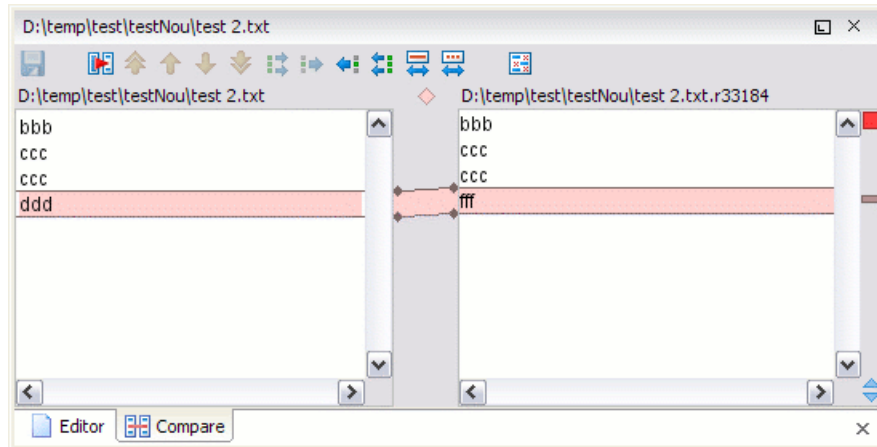 D:\temp\test\testNou\test 2.txt
D:\temp\test\testNou\test 2.txt
D:\temp\test\testNou\test 2.txt.r33184
bbb
ccc
ccc
ddd
bbb
ccc
ccc
fff
Editor
Compare